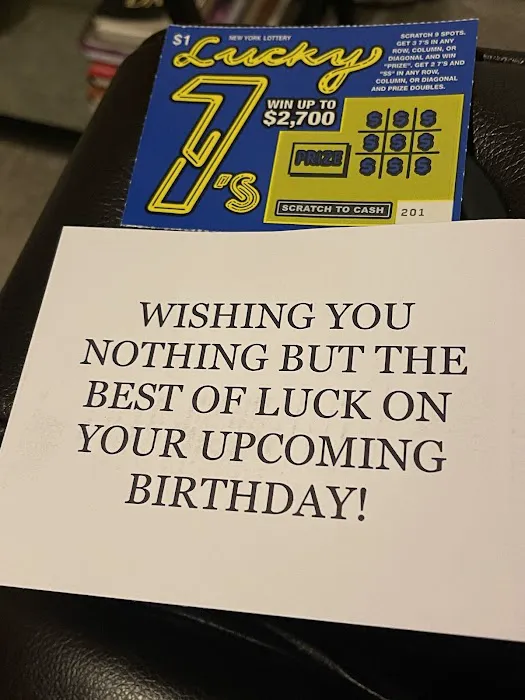 $1
NEW YORK LOTTERY
Lucky
7's
WIN UP TO
$2,700
SCRATCH 9 SPOTS.
GET 3 7'S IN ANY
ROW, COLUMN, OR
DIAGONAL AND WIN
"PRIZE". GET 2 7'S AND
"$$" IN ANY ROW,
COLUMN, OR DIAGONAL
AND PRIZE DOUBLES.
PRIZE
$ $ $
$ $ $
$ $ $
SCRATCH TO CASH
201
WISHING YOU
NOTHING BUT THE
BEST OF LUCK ON
YOUR UPCOMING
BIRTHDAY!